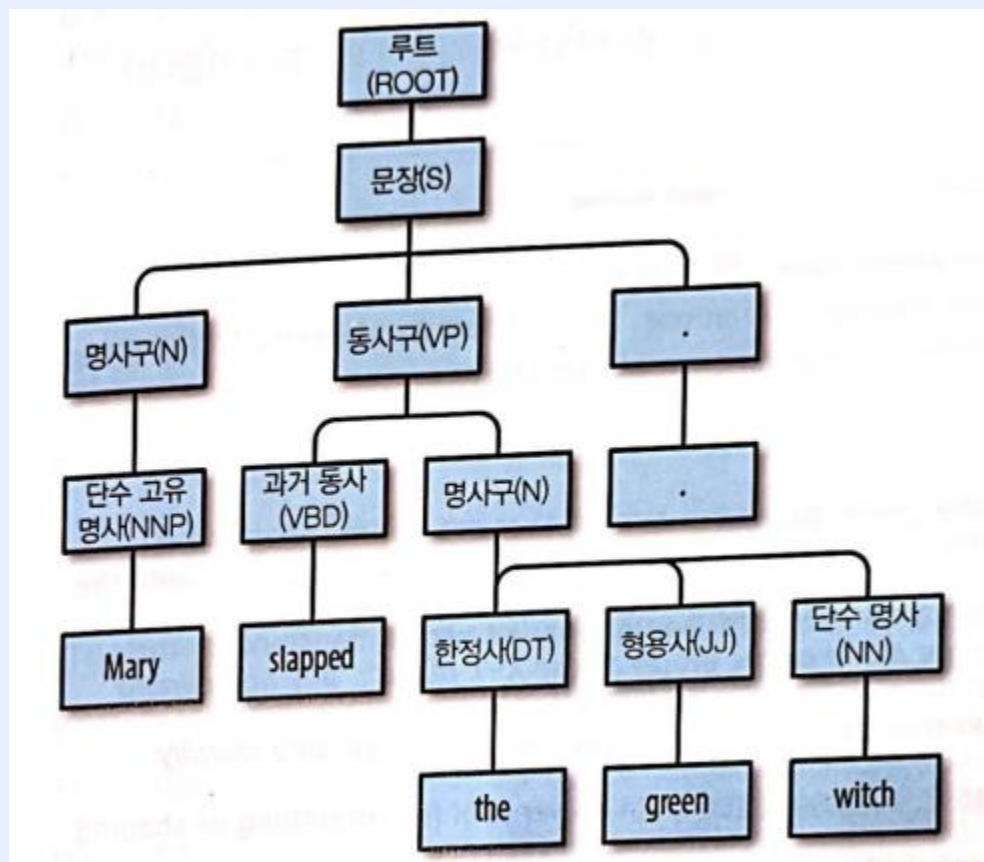 루트
(ROOT)
문장(S)
명사구(N)
동사구(VP)
.
단수 고유
명사(NNP)
과거 동사
(VBD)
명사구(N)
.
Mary
slapped
한정사(DT)
형용사(JJ)
단수 명사
(NN)
the
green
witch